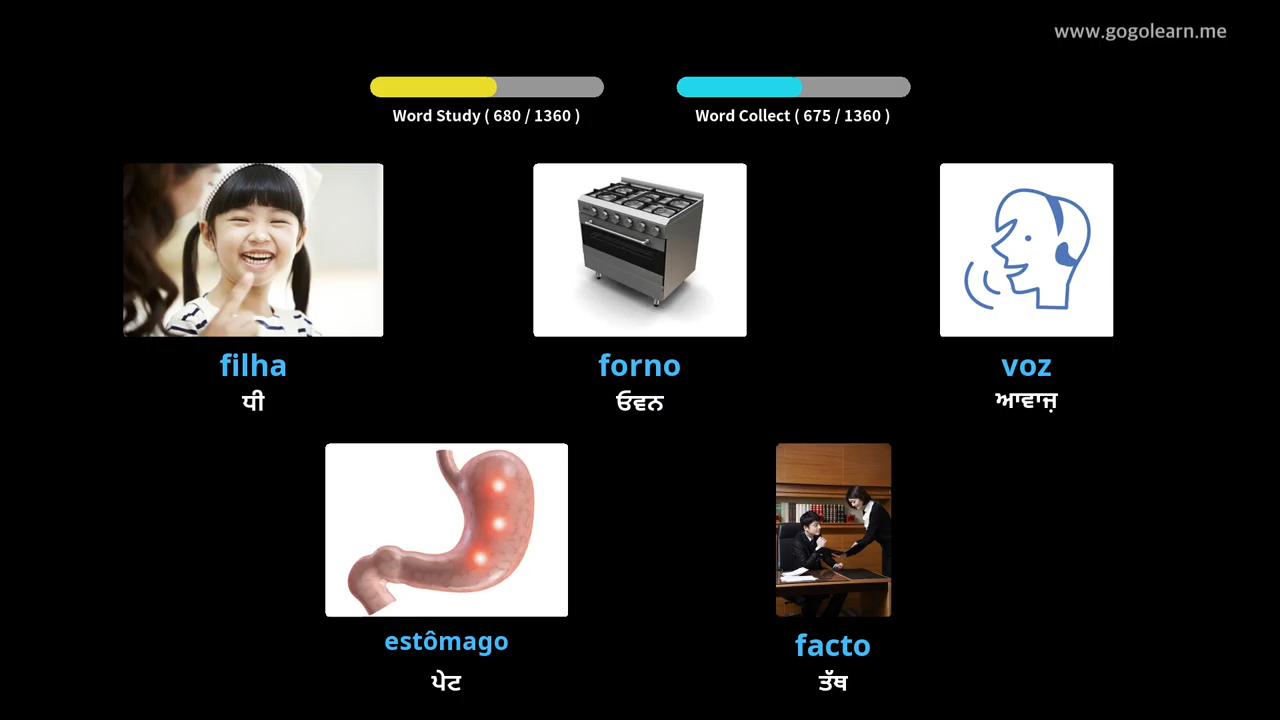 www.gogolearn.me
Word Study ( 680 / 1360 )
Word Collect ( 675 / 1360 )
filha
ਧੀ
forno
ਓਵਨ
voz
ਆਵਾਜ਼
estômago
ਪੇਟ
facto
ਤੱਥ